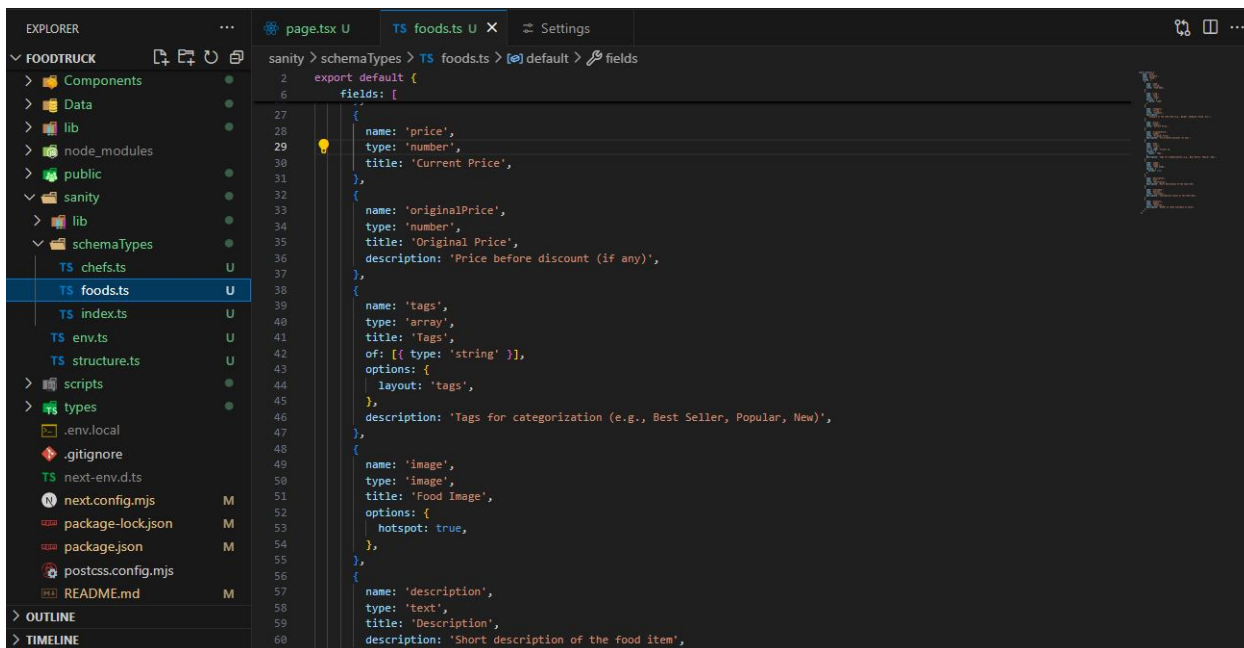 EXPLORER
···
page.tsx U
TS foods.ts U
Settings
FOODTRUCK
sanity > schemaTypes > TS foods.ts > default > fields
Components
Data
lib
node_modules
public
sanity
lib
schemaTypes
TS chefs.ts U
TS foods.ts U
TS index.ts U
TS env.ts U
TS structure.ts U
scripts
types
.env.local
.gitignore
TS next-env.d.ts
N next.config.mjs M
package-lock.json M
package.json M
postcss.config.mjs
README.md M
OUTLINE
TIMELINE
2 export default {
6 fields: [
27 {
28 name: 'price',
29 type: 'number',
30 title: 'Current Price',
31 },
32 {
33 name: 'originalPrice',
34 type: 'number',
35 title: 'Original Price',
36 description: 'Price before discount (if any)',
37 },
38 {
39 name: 'tags',
40 type: 'array',
41 title: 'Tags',
42 of: [{ type: 'string' }],
43 options: {
44 layout: 'tags',
45 },
46 description: 'Tags for categorization (e.g., Best Seller, Popular, New)',
47 },
48 {
49 name: 'image',
50 type: 'image',
51 title: 'Food Image',
52 options: {
53 hotspot: true,
54 },
55 },
56 {
57 name: 'description',
58 type: 'text',
59 title: 'Description',
60 description: 'Short description of the food item',